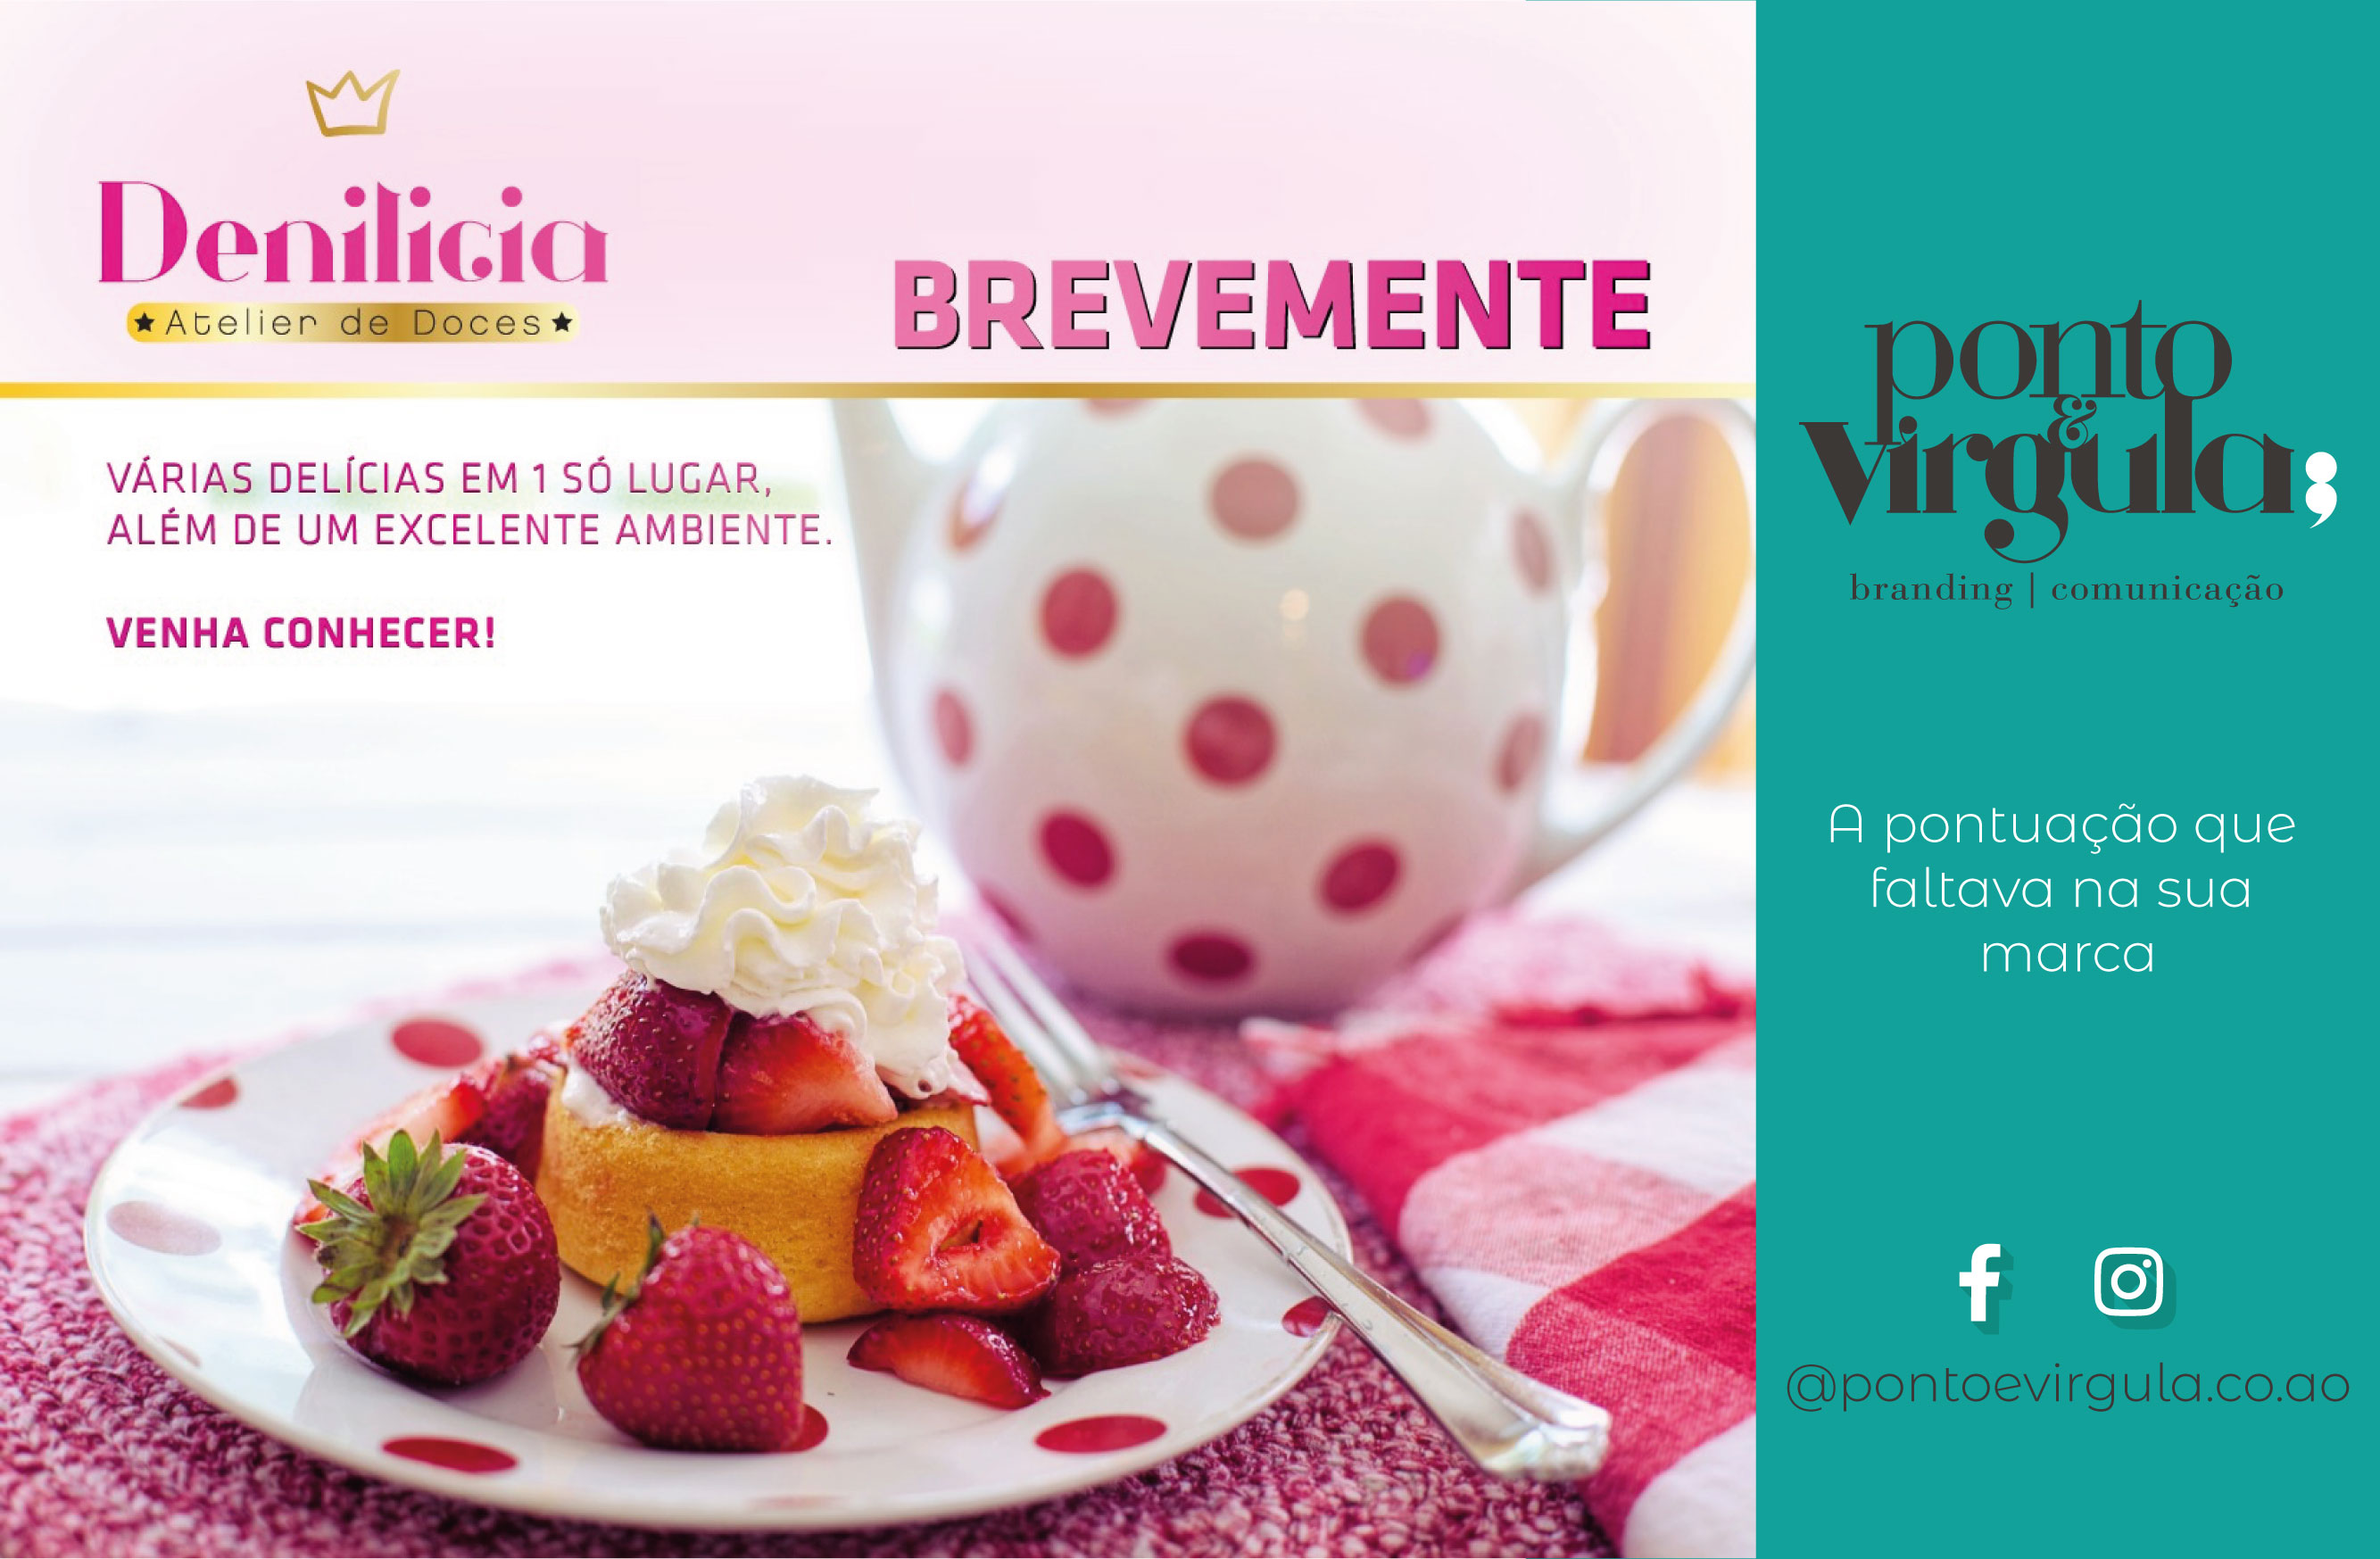 Denilicia
★Atelier de Doces★
BREVEMENTE
VÁRIAS DELÍCIAS EM 1 SÓ LUGAR,
ALÉM DE UM EXCELENTE AMBIENTE.
VENHA CONHECER!
ponto
&
virgula;
branding | comunicação
A pontuação que
faltava na sua
marca
@pontoevirgula.co.ao